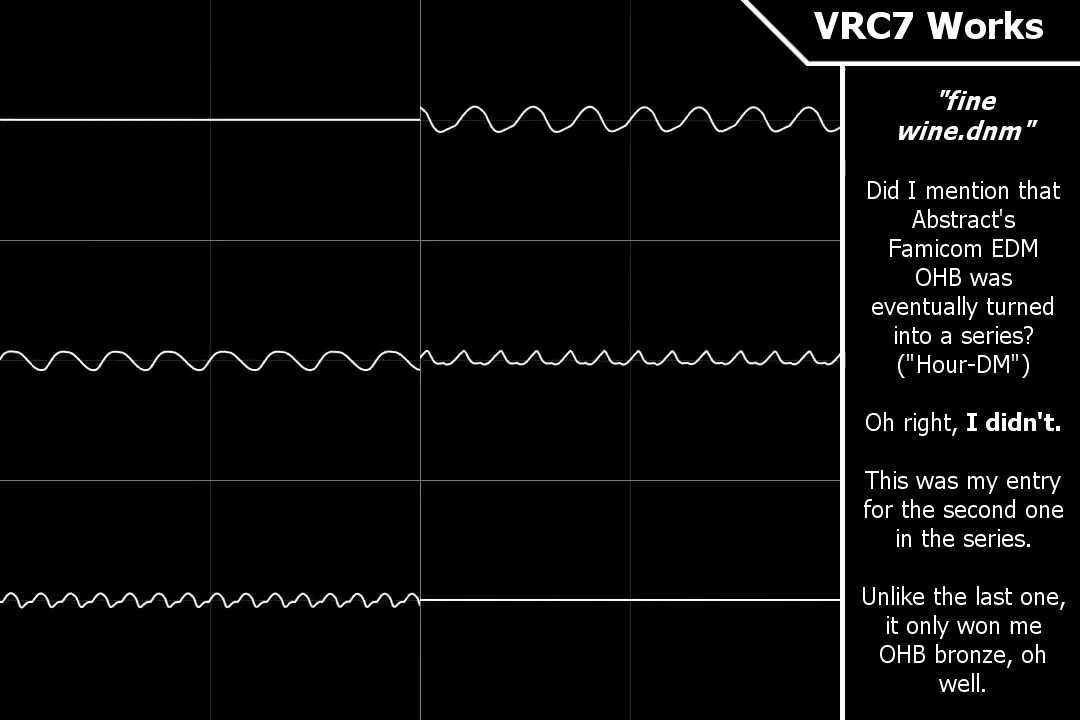 VRC7 Works
"fine
wine.dnm"
Did I mention that
Abstract's
Famicom EDM
OHB was
eventually turned
into a series?
("Hour-DM")
Oh right, I didn't.
This was my entry
for the second one
in the series.
Unlike the last one,
it only won me
OHB bronze, oh
well.